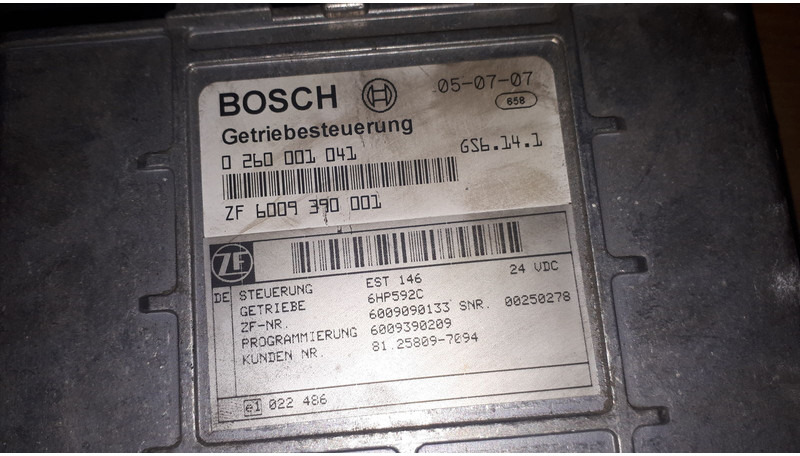 BOSCH 05-07-07
658
Getriebesteuerung
0 260 001 041 GS6.14.1
ZF 6009 390 001
ZF
DE STEUERUNG EST 146 24 VDC
GETRIEBE 6HP592C
ZF-NR. 6009090133 SNR. 00250278
PROGRAMMIERUNG 6009390209
KUNDEN NR. 81.25809-7094
e1 022 486